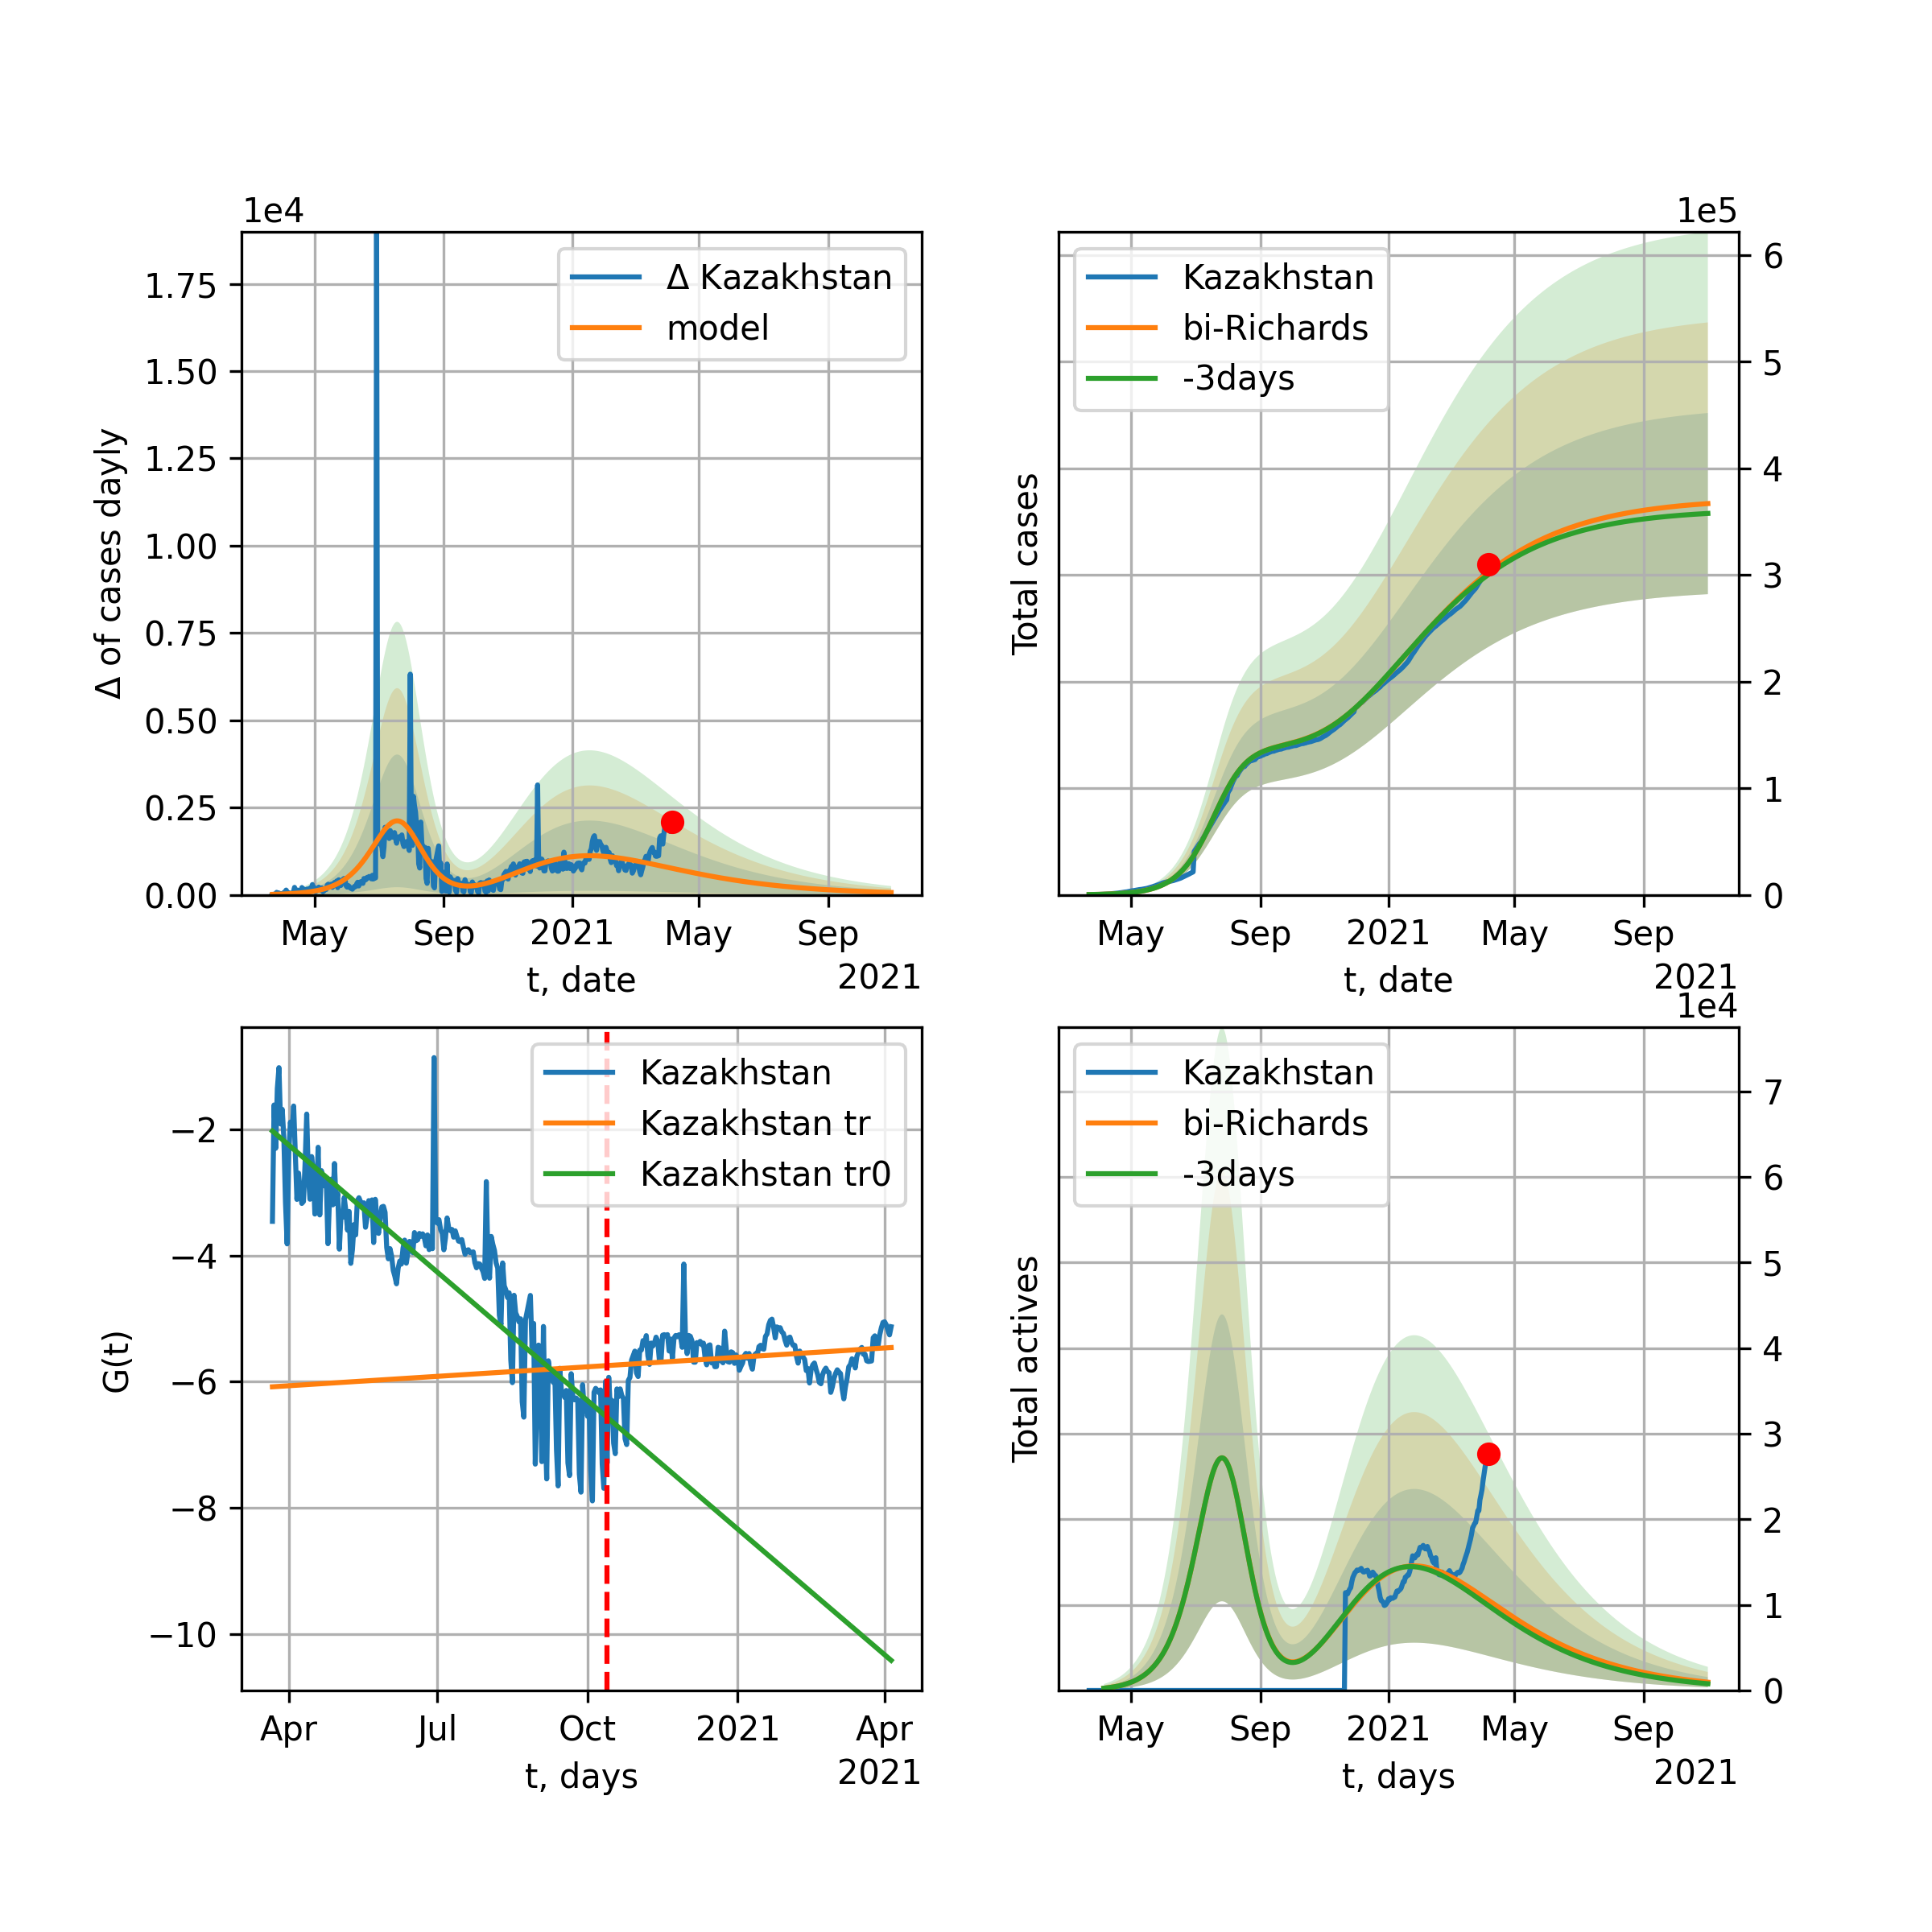 1e4
Δ of cases dayly
1.75
1.50
1.25
1.00
0.75
0.50
0.25
0.00
Δ Kazakhstan
model
May Sep 2021 May Sep
t, date
2021
1e5
Total cases
Kazakhstan
bi-Richards
-3days
6
5
4
3
2
1
0
May Sep 2021 May Sep
t, date
2021
G(t)
−2
−4
−6
−8
−10
Kazakhstan
Kazakhstan tr
Kazakhstan tr0
Apr Jul Oct 2021 Apr
t, days
2021
1e4
Total actives
Kazakhstan
bi-Richards
-3days
7
6
5
4
3
2
1
0
May Sep 2021 May Sep
t, days
2021